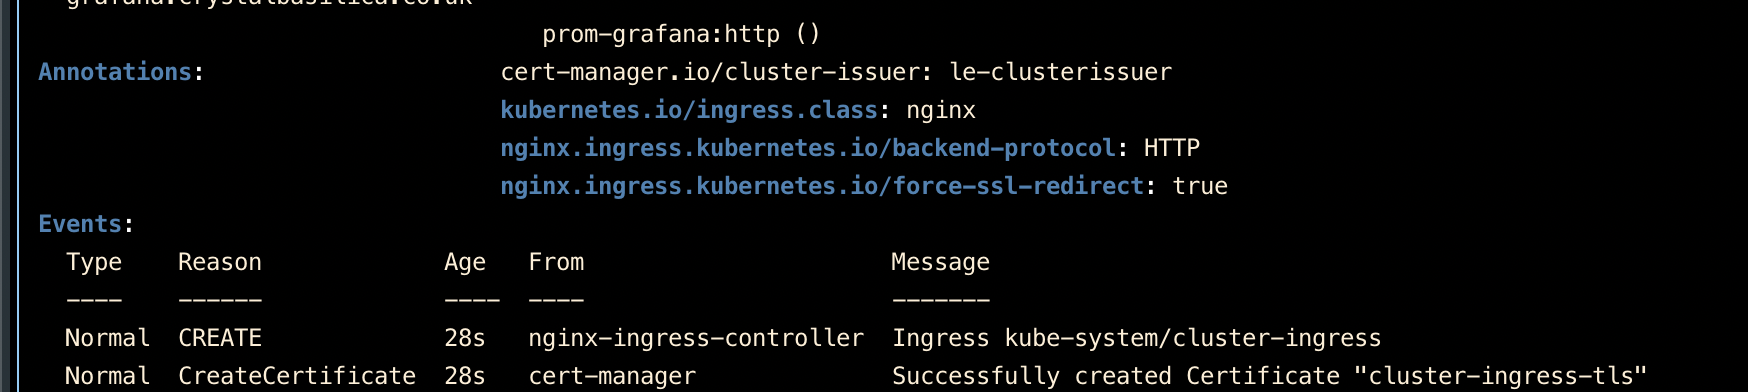 grafana.crystalbasilica.co.uk
prom-grafana:http ()
Annotations: cert-manager.io/cluster-issuer: le-clusterissuer
kubernetes.io/ingress.class: nginx
nginx.ingress.kubernetes.io/backend-protocol: HTTP
nginx.ingress.kubernetes.io/force-ssl-redirect: true
Events:
Type Reason Age From Message
---- ------ ---- ---- -------
Normal CREATE 28s nginx-ingress-controller Ingress kube-system/cluster-ingress
Normal CreateCertificate 28s cert-manager Successfully created Certificate "cluster-ingress-tls"